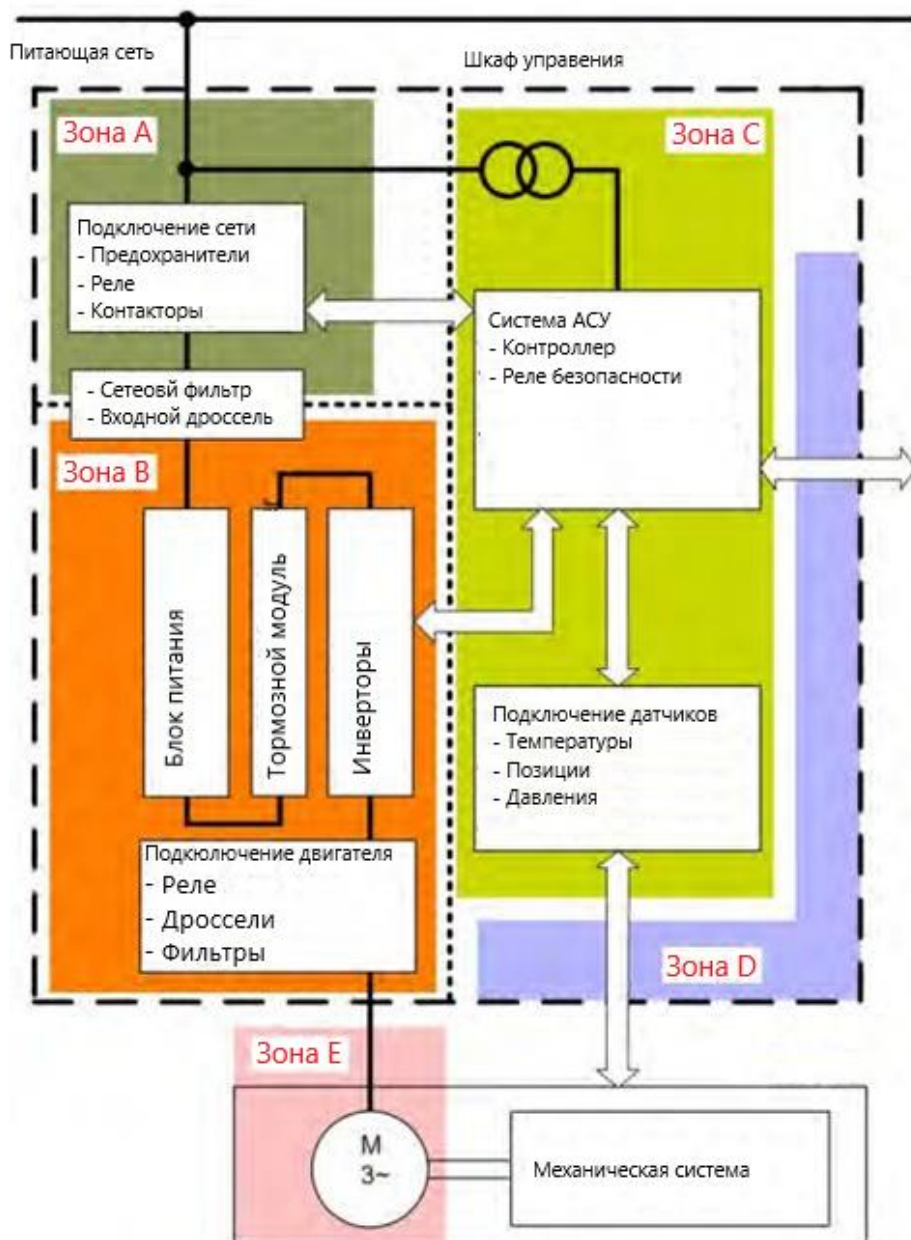 Питающая сеть
Шкаф управения
Зона A
Зона C
Подключение сети
- Предохранители
- Реле
- Контакторы
Система АСУ
- Контроллер
- Реле безопасности
- Сетеовй фильтр
- Входной дроссель
Зона B
Блок питания
Тормозной модуль
Инверторы
Подключение датчиков
- Температуры
- Позиции
- Давления
Подкюлючение двигателя
- Реле
- Дроссели
- Фильтры
Зона D
Зона E
М
3~
Механическая система